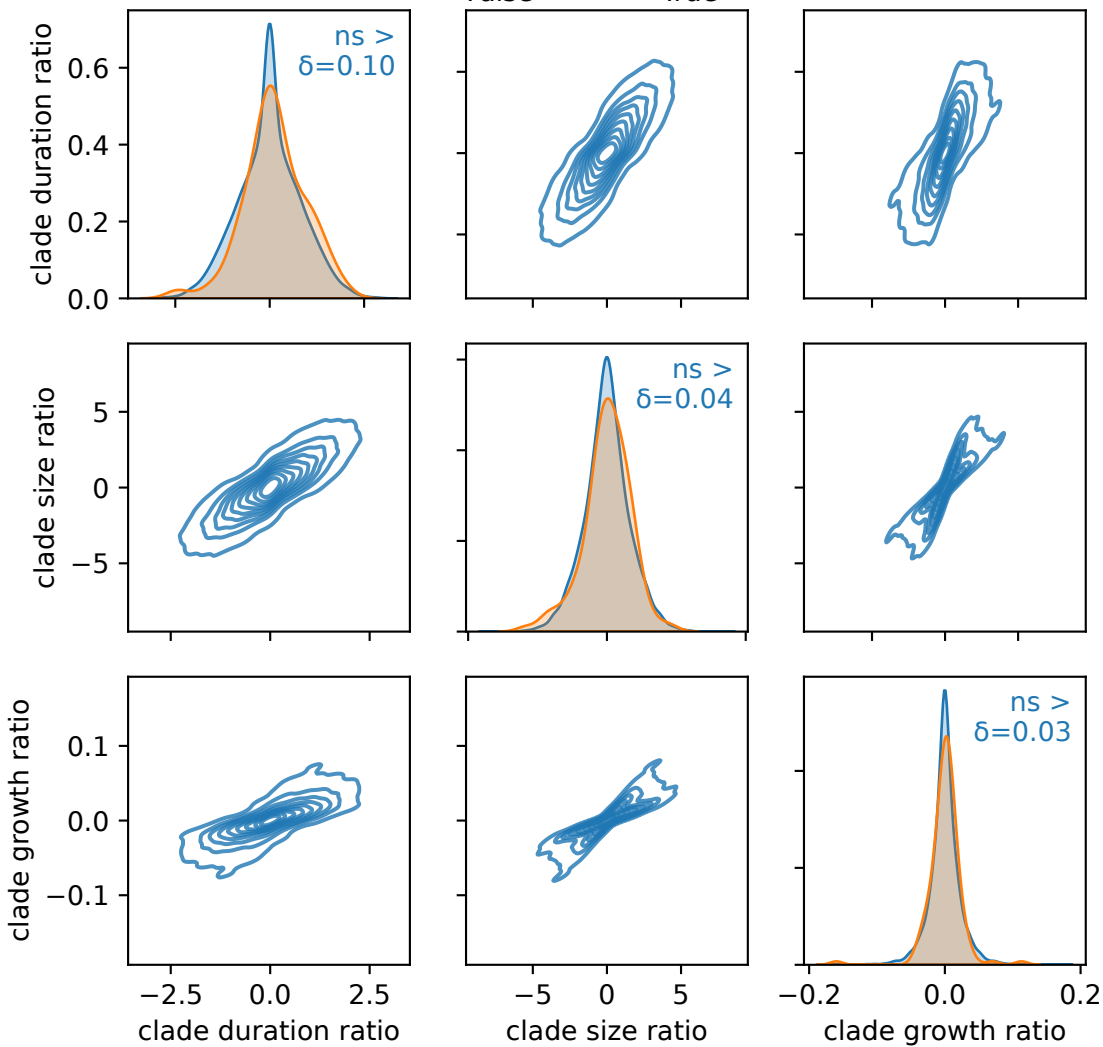 clade duration ratio
0.6
0.4
0.2
0.0
ns >
δ=0.10
clade size ratio
5
0
−5
ns >
δ=0.04
clade growth ratio
0.1
0.0
−0.1
ns >
δ=0.03
−2.5 0.0 2.5
−5 0 5
−0.2 0.0 0.2
clade duration ratio
clade size ratio
clade growth ratio